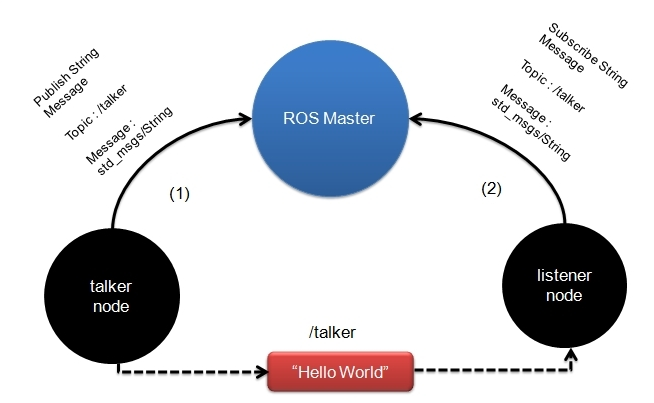 Publish String
Message
Topic : /talker
Message :
std_msgs/String
Subscribe String
Message
Topic : /talker
Message :
std_msgs/String
ROS Master
(1)
(2)
talker
node
listener
node
/talker
“Hello World”